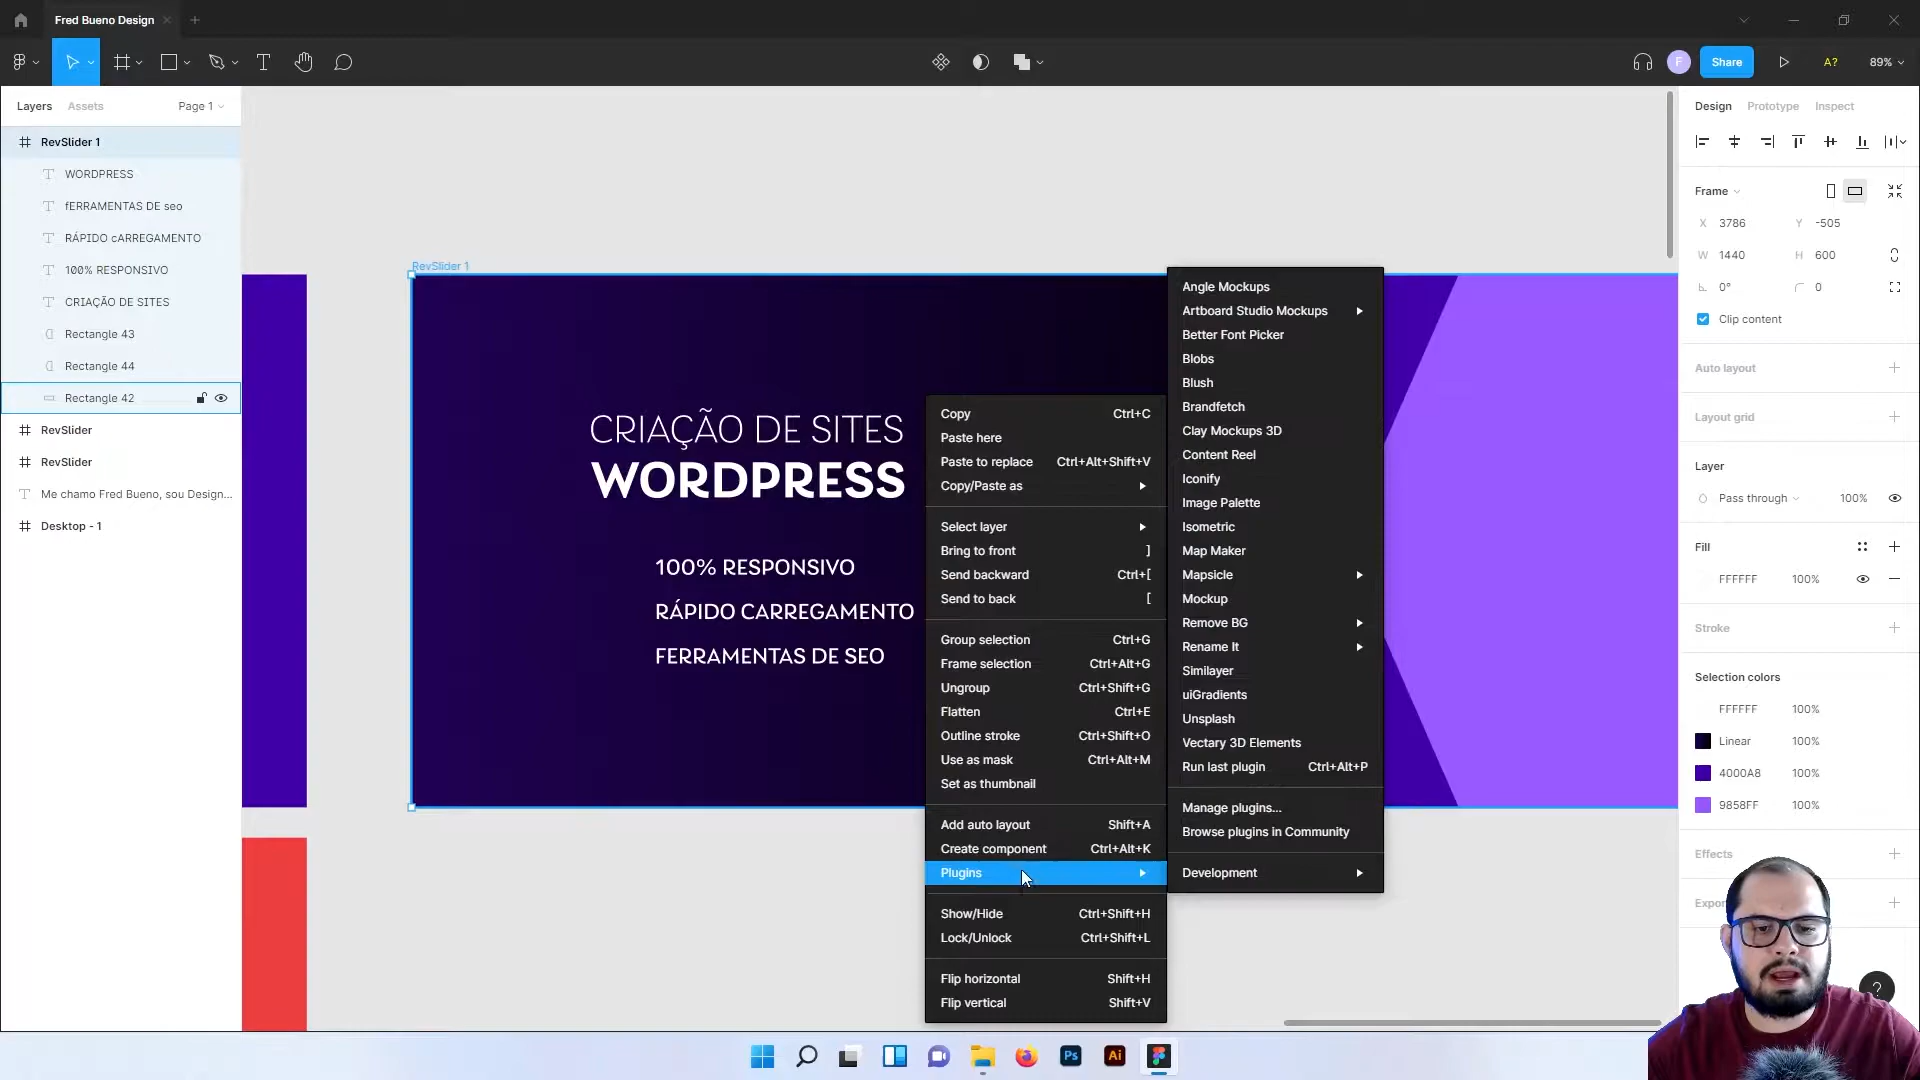 Fred Bueno Design
Share
A?
89%
F
Layers
Assets
Page 1
RevSlider 1
WORDPRESS
fERRAMENTAS DE seo
RÁPIDO cARREGAMENTO
100% RESPONSIVO
CRIAÇÃO DE SITES
Rectangle 43
Rectangle 44
Rectangle 42
RevSlider
RevSlider
Me chamo Fred Bueno, sou Design...
Desktop - 1
RevSlider 1
CRIAÇÃO DE SITES
WORDPRESS
100% RESPONSIVO
RÁPIDO CARREGAMENTO
FERRAMENTAS DE SEO
Copy Ctrl+C
Paste here
Paste to replace Ctrl+Alt+Shift+V
Copy/Paste as
Select layer
Bring to front ]
Send backward Ctrl+[
Send to back [
Group selection Ctrl+G
Frame selection Ctrl+Alt+G
Ungroup Ctrl+Shift+G
Flatten Ctrl+E
Outline stroke Ctrl+Shift+O
Use as mask Ctrl+Alt+M
Set as thumbnail
Add auto layout Shift+A
Create component Ctrl+Alt+K
Plugins
Show/Hide Ctrl+Shift+H
Lock/Unlock Ctrl+Shift+L
Flip horizontal Shift+H
Flip vertical Shift+V
Angle Mockups
Artboard Studio Mockups
Better Font Picker
Blobs
Blush
Brandfetch
Clay Mockups 3D
Content Reel
Iconify
Image Palette
Isometric
Map Maker
Mapsicle
Mockup
Remove BG
Rename It
Similayer
uiGradients
Unsplash
Vectary 3D Elements
Run last plugin Ctrl+Alt+P
Manage plugins...
Browse plugins in Community
Development
Design
Prototype
Inspect
Frame
X 3786 Y -505
W 1440 H 600
0° 0
Clip content
Auto layout
Layout grid
Layer
Pass through 100%
Fill
FFFFFF 100%
Stroke
Selection colors
FFFFFF 100%
Linear 100%
4000A8 100%
9858FF 100%
Effects
Expor
?
Ps
Ai